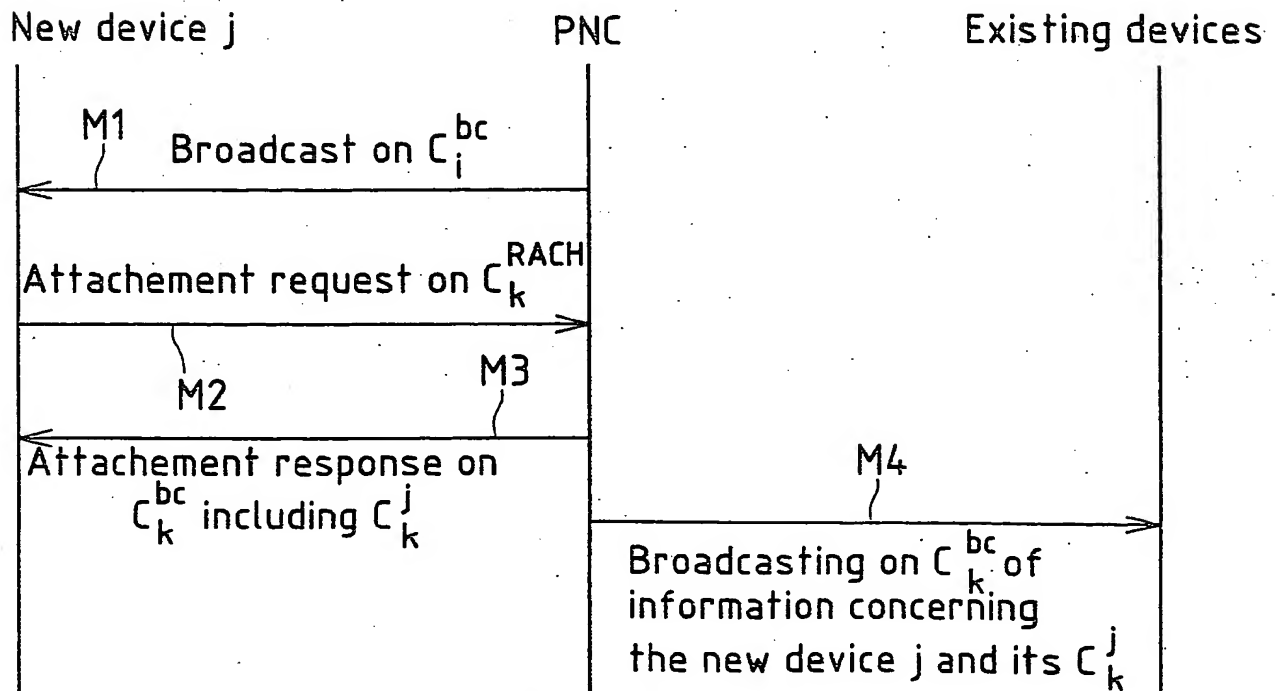 New device j
PNC
Existing devices
M1
Broadcast on C_i^bc
Attachement request on C_k^RACH
M2
M3
Attachement response on
C_k^bc including C_k^j
M4
Broadcasting on C_k^bc of
information concerning
the new device j and its C_k^j